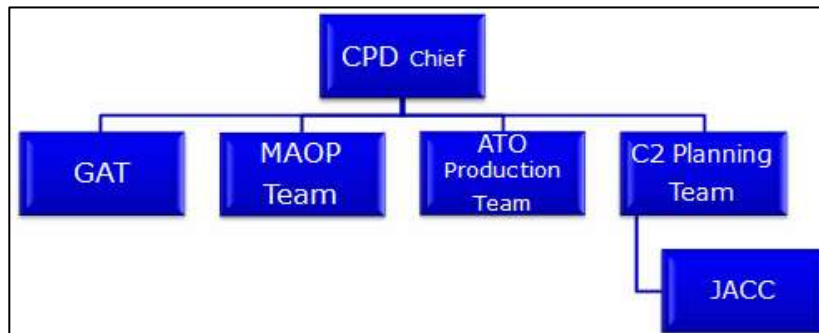 CPD Chief
GAT
MAOP
Team
ATO
Production
Team
C2 Planning
Team
JACC